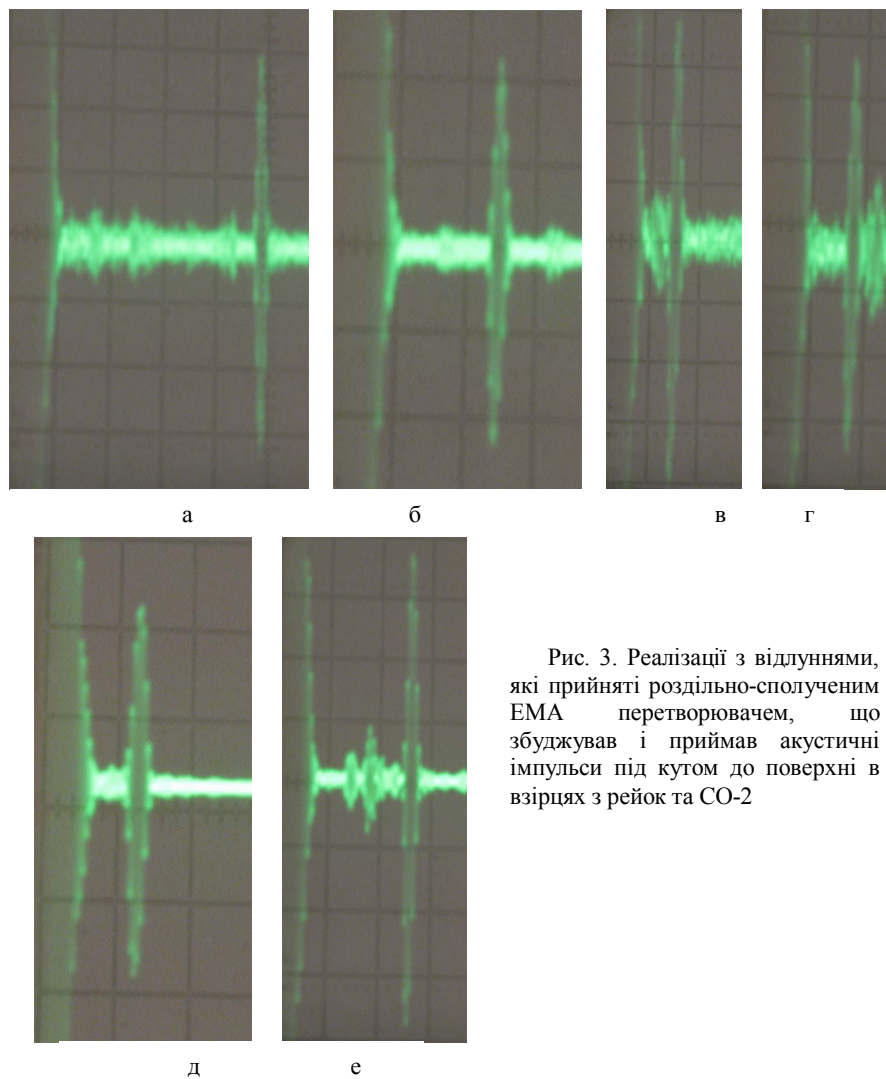 а б в г
д е
Рис. 3. Реалізації з відлуннями,
які прийняті роздільно-сполученим
ЕМА перетворювачем, що
збуджував і приймав акустичні
імпульси під кутом до поверхні в
взірцях з рейок та СО-2